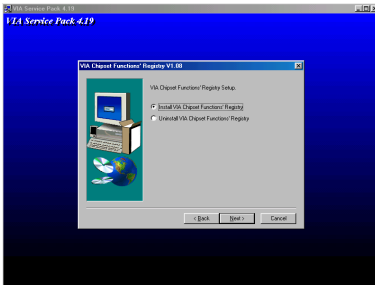 VIA Service Pack 4.19
VIA Service Pack 4.19
VIA Chipset Functions' Registry V1.08
VIA Chipset Functions' Registry Setup.
Install VIA Chipset Functions' Registry
Uninstall VIA Chipset Functions' Registry
< Back
Next >
Cancel